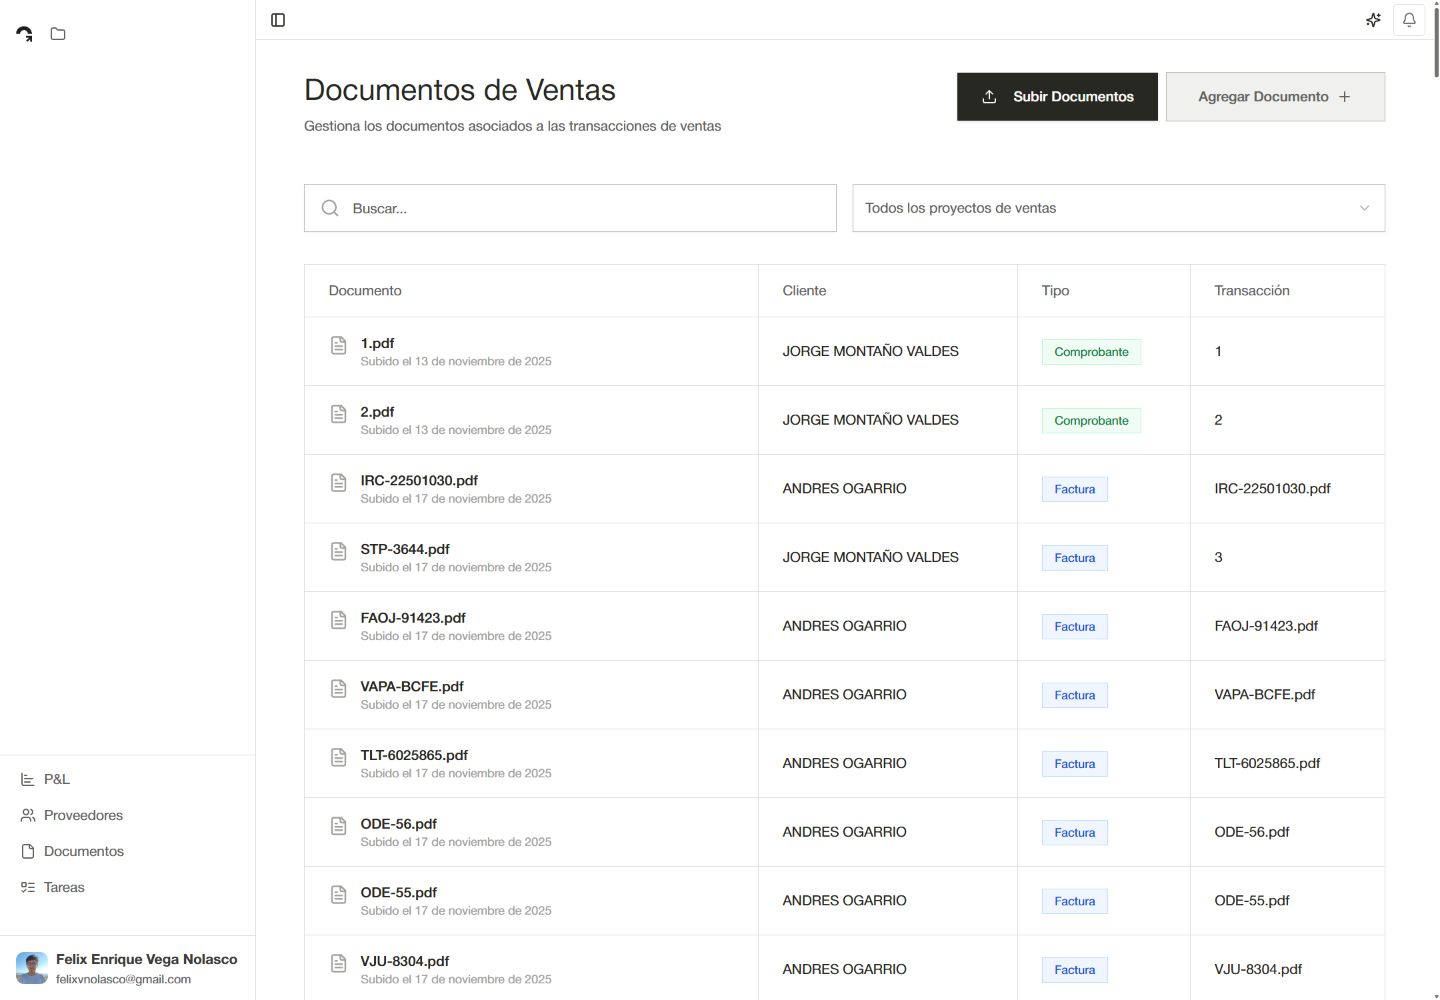 Documentos de Ventas
Gestiona los documentos asociados a las transacciones de ventas
Subir Documentos
Agregar Documento
Buscar...
Todos los proyectos de ventas
Documento Cliente Tipo Transacción
1.pdf
Subido el 13 de noviembre de 2025
JORGE MONTAÑO VALDES
Comprobante
1
2.pdf
Subido el 13 de noviembre de 2025
JORGE MONTAÑO VALDES
Comprobante
2
IRC-22501030.pdf
Subido el 17 de noviembre de 2025
ANDRES OGARRIO
Factura
IRC-22501030.pdf
STP-3644.pdf
Subido el 17 de noviembre de 2025
JORGE MONTAÑO VALDES
Factura
3
FAOJ-91423.pdf
Subido el 17 de noviembre de 2025
ANDRES OGARRIO
Factura
FAOJ-91423.pdf
VAPA-BCFE.pdf
Subido el 17 de noviembre de 2025
ANDRES OGARRIO
Factura
VAPA-BCFE.pdf
TLT-6025865.pdf
Subido el 17 de noviembre de 2025
ANDRES OGARRIO
Factura
TLT-6025865.pdf
ODE-56.pdf
Subido el 17 de noviembre de 2025
ANDRES OGARRIO
Factura
ODE-56.pdf
ODE-55.pdf
Subido el 17 de noviembre de 2025
ANDRES OGARRIO
Factura
ODE-55.pdf
VJU-8304.pdf
Subido el 17 de noviembre de 2025
ANDRES OGARRIO
Factura
VJU-8304.pdf
P&L
Proveedores
Documentos
Tareas
Felix Enrique Vega Nolasco
felixvnolasco@gmail.com